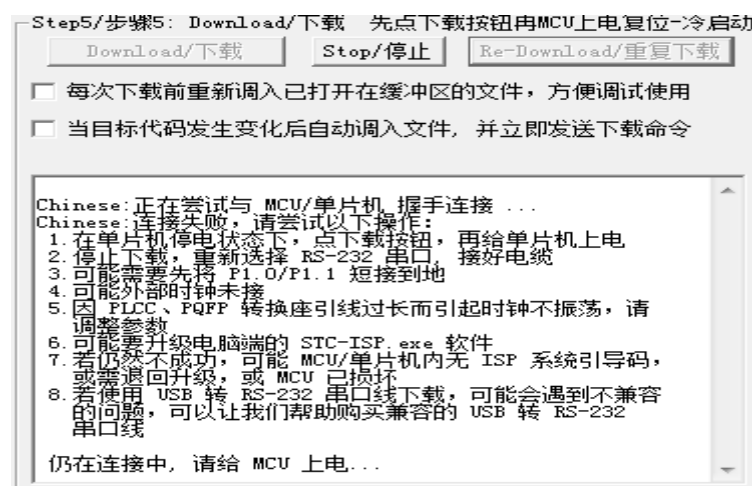 Step5/步骤5: Download/下载 先点下载按钮再MCU上电复位-冷启动
Download/下载 Stop/停止 Re-Download/重复下载
每次下载前重新调入已打开在缓冲区的文件，方便调试使用
当目标代码发生变化后自动调入文件, 并立即发送下载命令
Chinese:正在尝试与 MCU/单片机 握手连接 ...
Chinese:连接失败，请尝试以下操作：
1.在单片机停电状态下，点下载按钮，再给单片机上电
2.停止下载，重新选择 RS-232 串口, 接好电缆
3.可能需要先将 P1.0/P1.1 短接到地
4.可能外部时钟未接
5.因 PLCC、PQFP 转换座引线过长而引起时钟不振荡，请
调整参数
6.可能要升级电脑端的 STC-ISP.exe 软件
7.若仍然不成功，可能 MCU/单片机内无 ISP 系统引导码，
或需退回升级，或 MCU 已损坏
8.若使用 USB 转 RS-232 串口线下载，可能会遇到不兼容
的问题，可以让我们帮助购买兼容的 USB 转 RS-232
串口线
仍在连接中, 请给 MCU 上电...